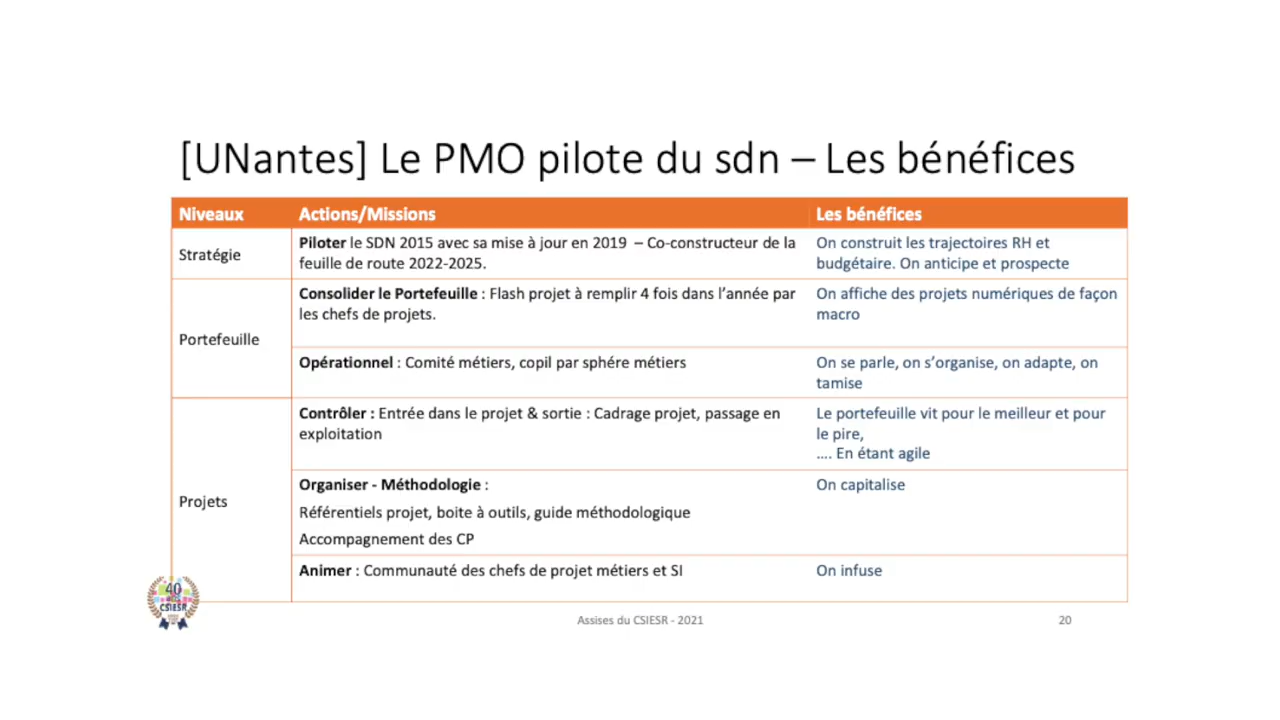 [UNantes] Le PMO pilote du sdn – Les bénéfices
Niveaux Actions/Missions Les bénéfices
Stratégie
Piloter le SDN 2015 avec sa mise à jour en 2019 – Co-constructeur de la
feuille de route 2022-2025.
On construit les trajectoires RH et
budgétaire. On anticipe et prospecte
Portefeuille
Consolider le Portefeuille : Flash projet à remplir 4 fois dans l’année par
les chefs de projets.
On affiche des projets numériques de façon
macro
Opérationnel : Comité métiers, copil par sphére métiers
On se parle, on s’organise, on adapte, on
tamise
Projets
Contrôler : Entrée dans le projet & sortie : Cadrage projet, passage en
exploitation
Le portefeuille vit pour le meilleur et pour
le pire,
…. En étant agile
Organiser - Méthodologie :
Référentiels projet, boite à outils, guide méthodologique
Accompagnement des CP
On capitalise
Animer : Communauté des chefs de projet métiers et SI
On infuse
40
ans
CSIESR
Assises du CSIESR - 2021
20